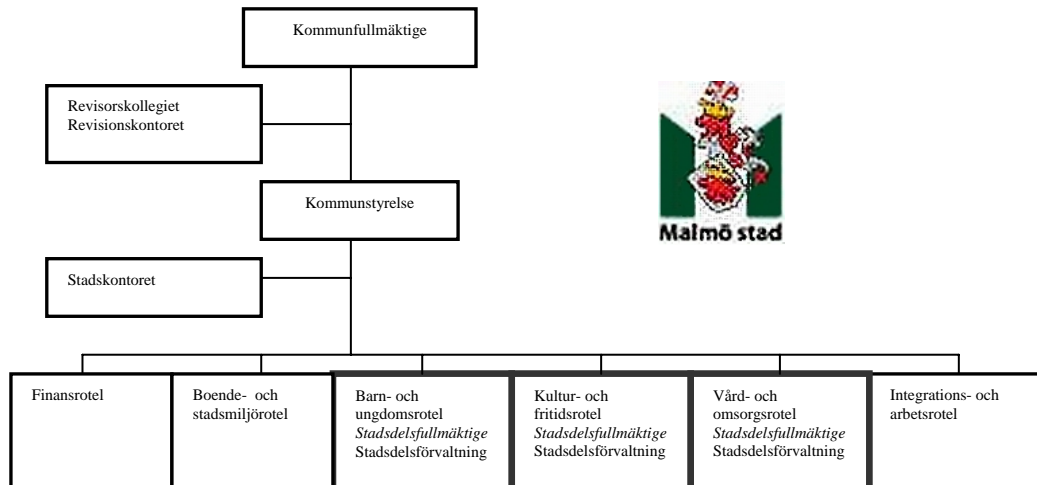 Kommunfullmäktige
Revisorskollegiet
Revisionskontoret
Kommunstyrelse
Malmö stad
Stadskontoret
Finansrotel
Boende- och
stadsmiljörotel
Barn- och
ungdomsrotel
Stadsdelsfullmäktige
Stadsdelsförvaltning
Kultur- och
fritidsrotel
Stadsdelsfullmäktige
Stadsdelsförvaltning
Vård- och
omsorgsrotel
Stadsdelsfullmäktige
Stadsdelsförvaltning
Integrations- och
arbetsrotel